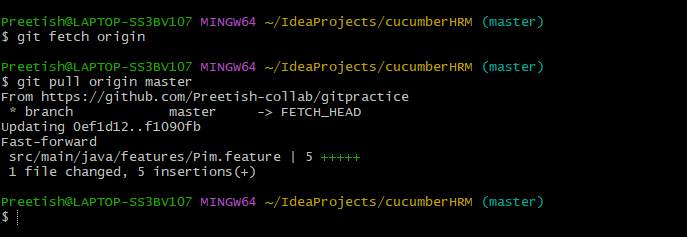 Preetish@LAPTOP-SS3BV107 MINGW64 ~/IdeaProjects/cucumberHRM (master)
$ git fetch origin
Preetish@LAPTOP-SS3BV107 MINGW64 ~/IdeaProjects/cucumberHRM (master)
$ git pull origin master
From https://github.com/Preetish-collab/gitpractice
 * branch            master     -> FETCH_HEAD
Updating 0ef1d12..f1090fb
Fast-forward
 src/main/java/features/Pim.feature | 5 +++++
 1 file changed, 5 insertions(+)
Preetish@LAPTOP-SS3BV107 MINGW64 ~/IdeaProjects/cucumberHRM (master)
$